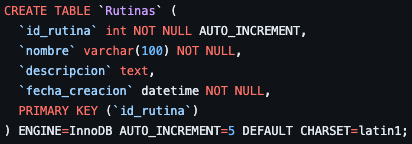 CREATE TABLE `Rutinas` (
  `id_rutina` int NOT NULL AUTO_INCREMENT,
  `nombre` varchar(100) NOT NULL,
  `descripcion` text,
  `fecha_creacion` datetime NOT NULL,
  PRIMARY KEY (`id_rutina`)
) ENGINE=InnoDB AUTO_INCREMENT=5 DEFAULT CHARSET=latin1;